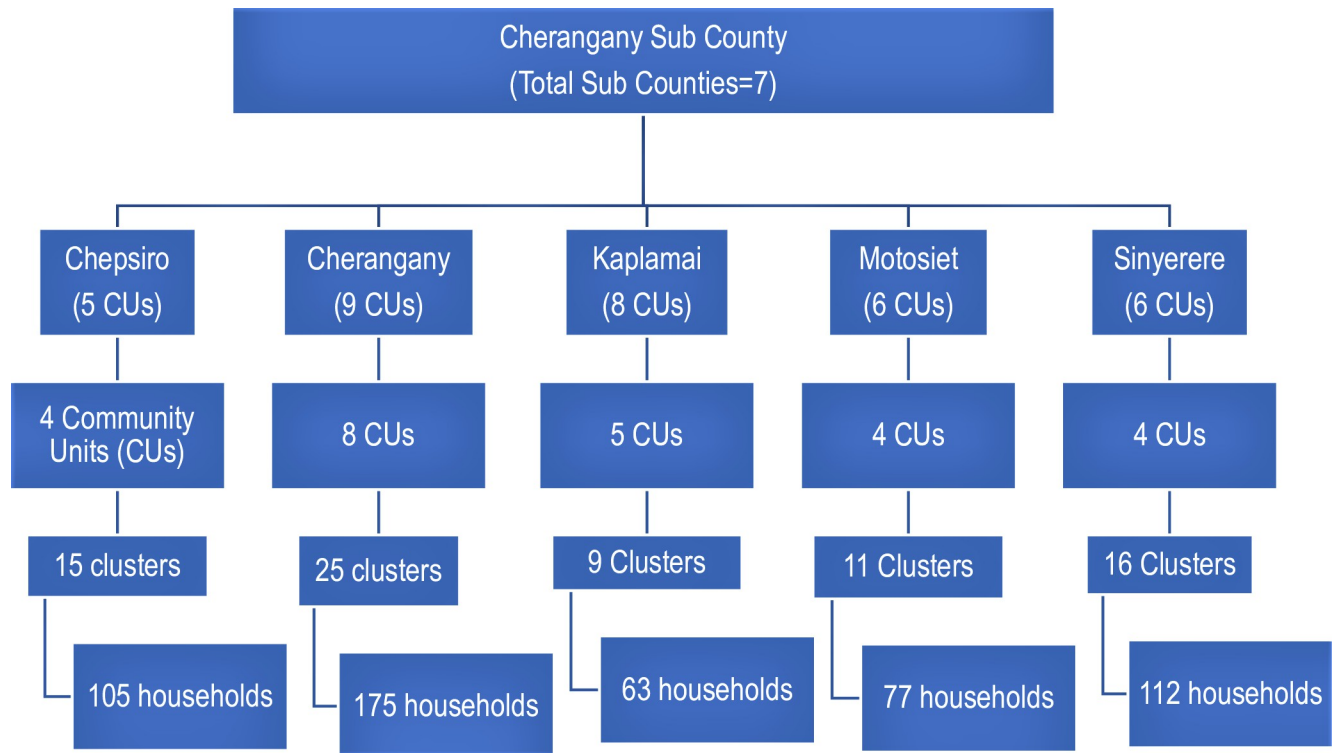 Cherangany Sub County
(Total Sub Counties=7)
Chepsiro
(5 CUs)
Cherangany
(9 CUs)
Kaplamai
(8 CUs)
Motosiet
(6 CUs)
Sinyerere
(6 CUs)
4 Community
Units (CUs)
8 CUs
5 CUs
4 CUs
4 CUs
15 clusters
25 clusters
9 Clusters
11 Clusters
16 Clusters
105 households
175 households
63 households
77 households
112 households